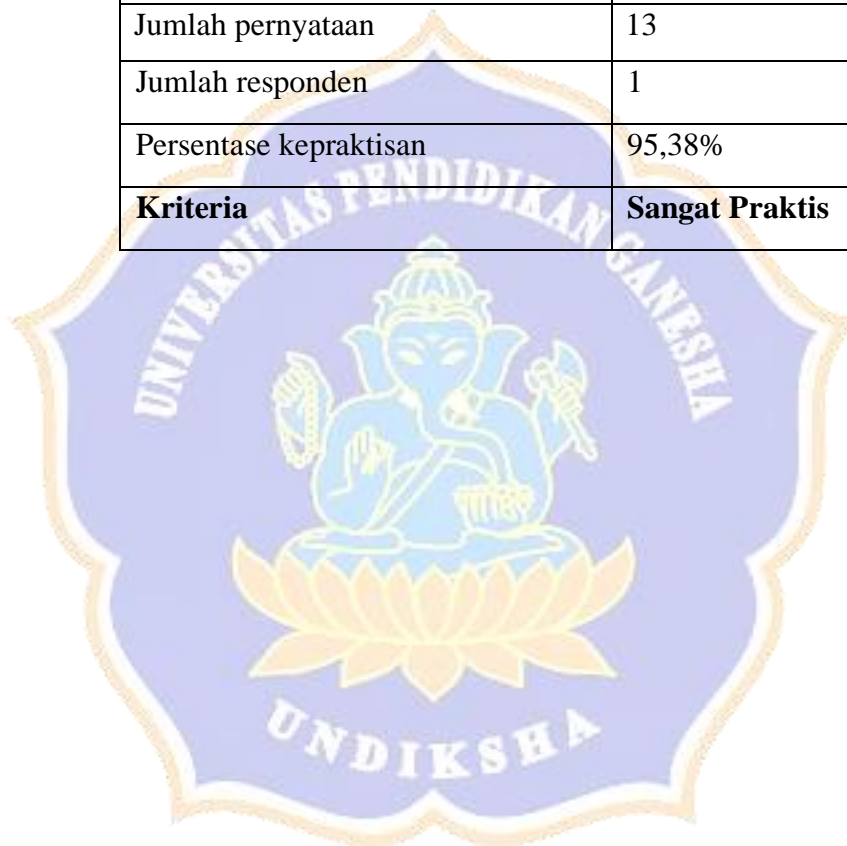 Jumlah pernyataan 13
Jumlah responden 1
Persentase kepraktisan 95,38%
Kriteria Sangat Praktis
UNIVERSITAS PENDIDIKAN GANESHA
UNDIKSHA